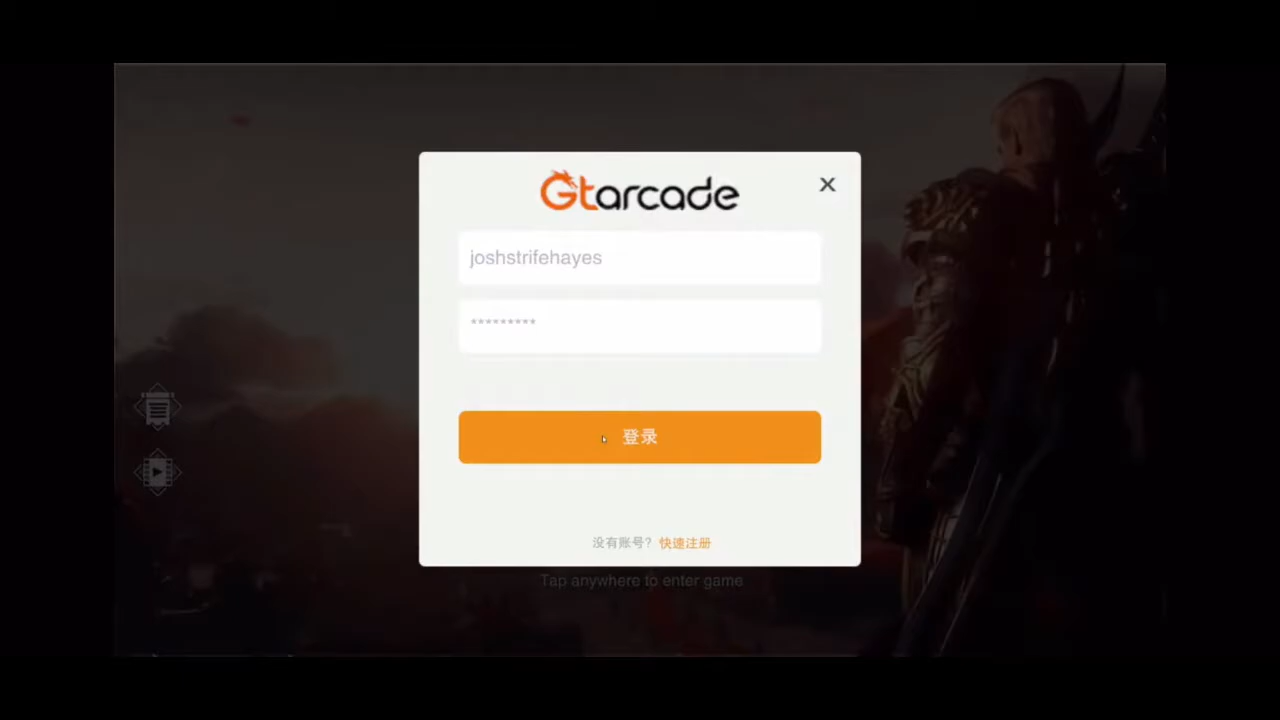 Gtarcade
joshstrifehayes
*********
登录
没有账号? 快速注册
Tap anywhere to enter game